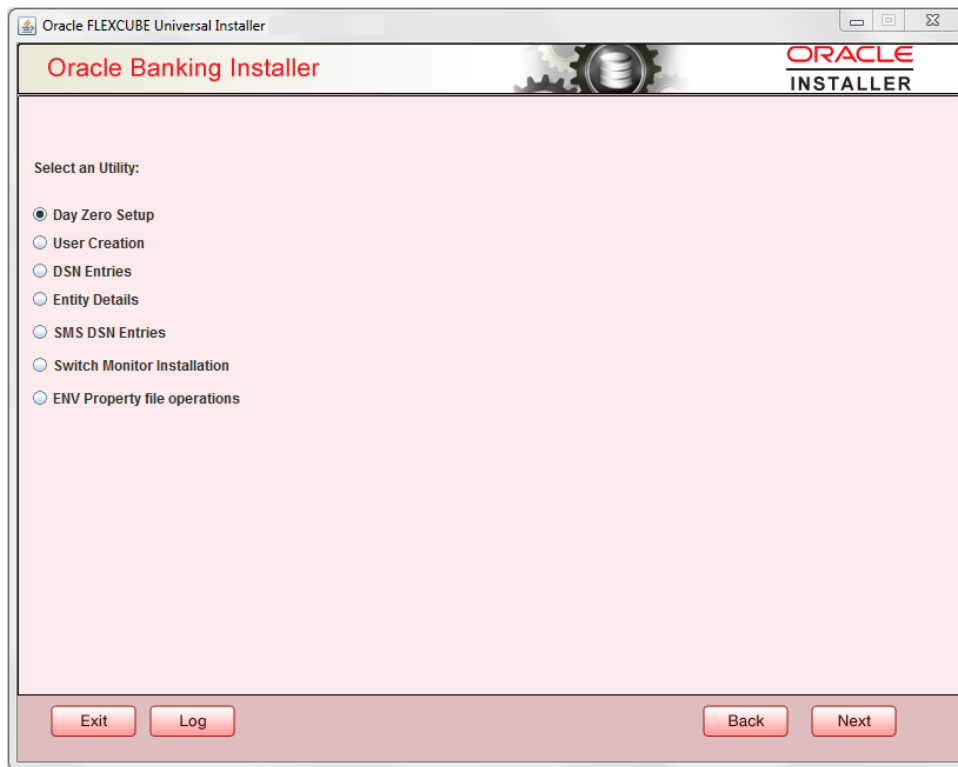 Oracle FLEXCUBE Universal Installer
Oracle Banking Installer
ORACLE
INSTALLER
Select an Utility:
Day Zero Setup
User Creation
DSN Entries
Entity Details
SMS DSN Entries
Switch Monitor Installation
ENV Property file operations
Exit Log Back Next